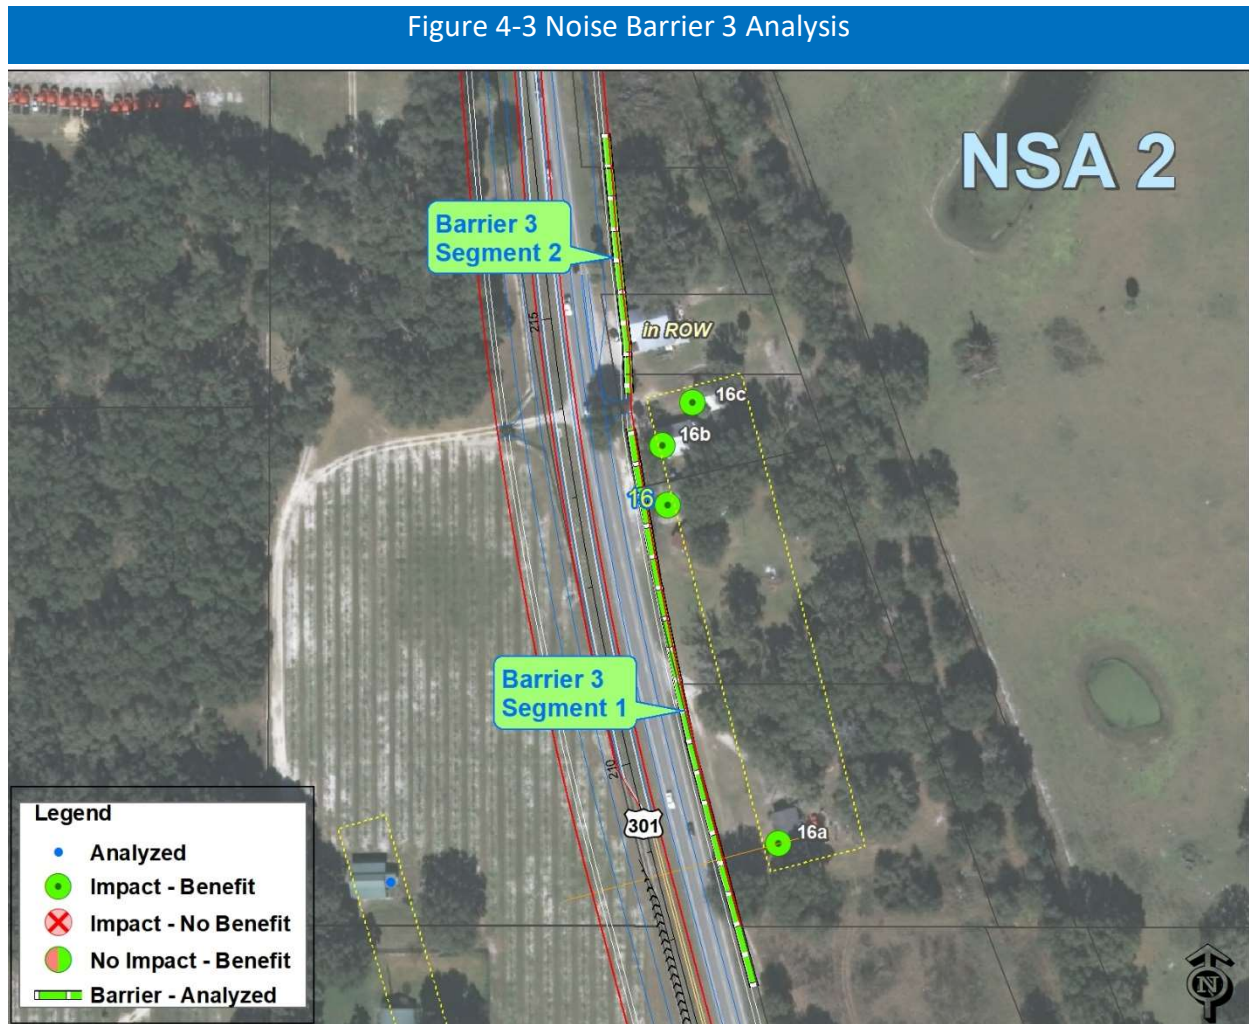 Figure 4-3 Noise Barrier 3 Analysis
NSA 2
Barrier 3
Segment 2
215
in ROW
16c
16b
16
Barrier 3
Segment 1
210
301
16a
Legend
Analyzed
Impact - Benefit
Impact - No Benefit
No Impact - Benefit
Barrier - Analyzed
N